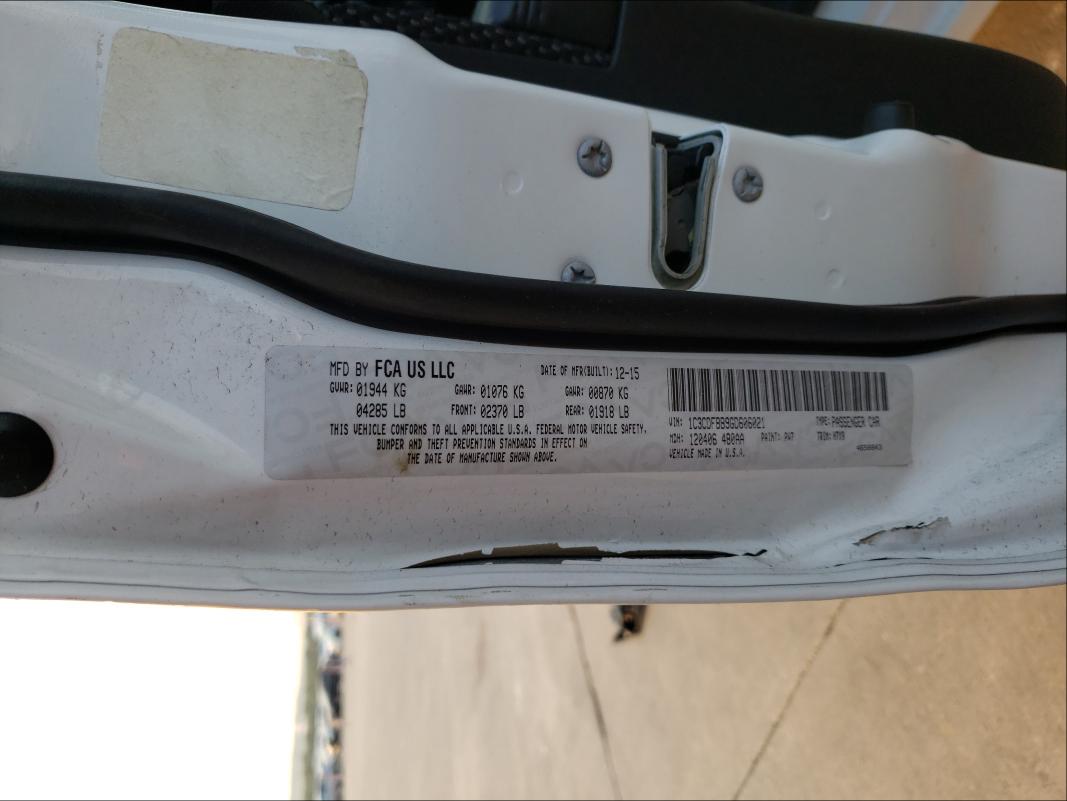 MFD BY FCA US LLC
DATE OF MFR(BUILT): 12-15
GVWR: 01944 KG GAWR: 01076 KG GAWR: 00870 KG
04285 LB FRONT: 02370 LB REAR: 01918 LB
THIS VEHICLE CONFORMS TO ALL APPLICABLE U.S.A. FEDERAL MOTOR VEHICLE SAFETY,
BUMPER AND THEFT PREVENTION STANDARDS IN EFFECT ON
THE DATE OF MANUFACTURE SHOWN ABOVE.
VIN: 1C3CDFBB9GD606021 TYPE: PASSENGER CAR
MDH: 120406 4B0AA PAINT: PW7 TRIM: H7X9
VEHICLE MADE IN U.S.A.